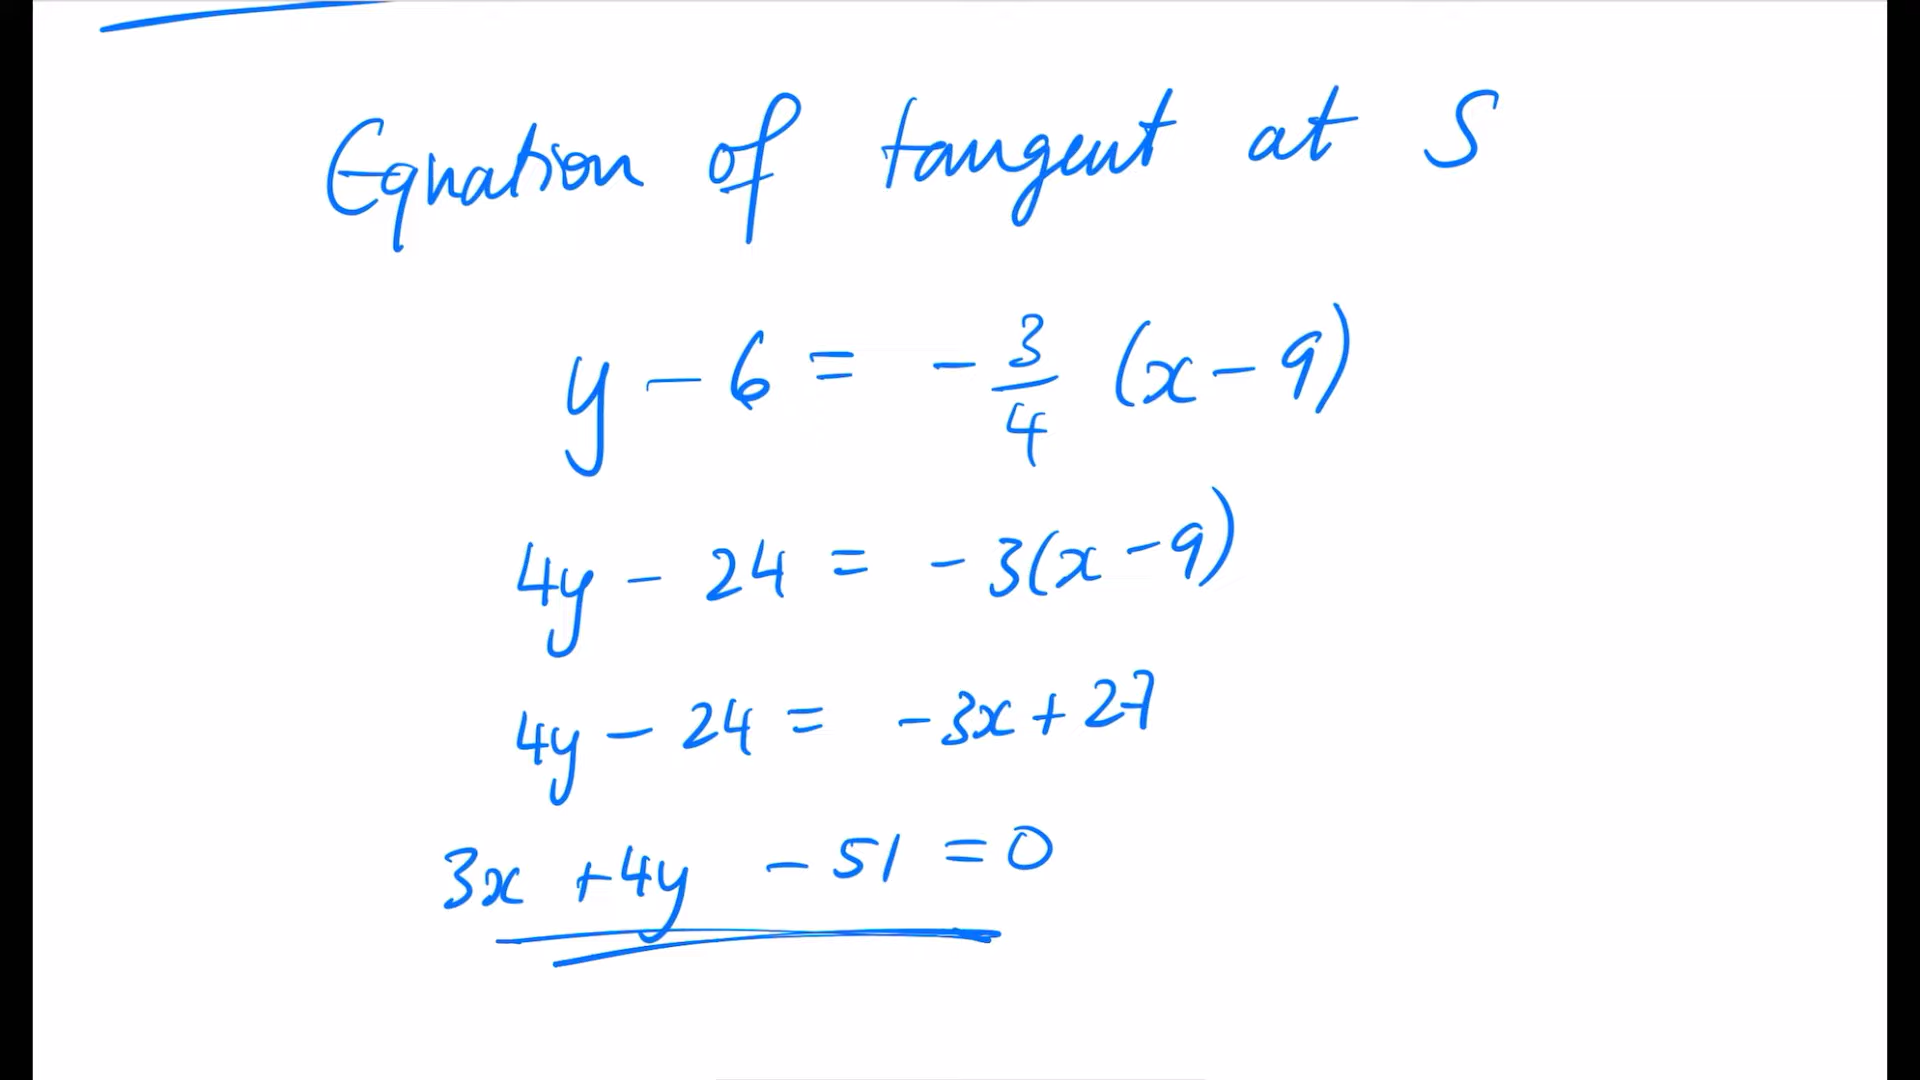 Equation of tangent at S
y - 6 = - 3/4 (x - 9)
4y - 24 = - 3(x - 9)
4y - 24 = -3x + 27
3x + 4y - 51 = 0